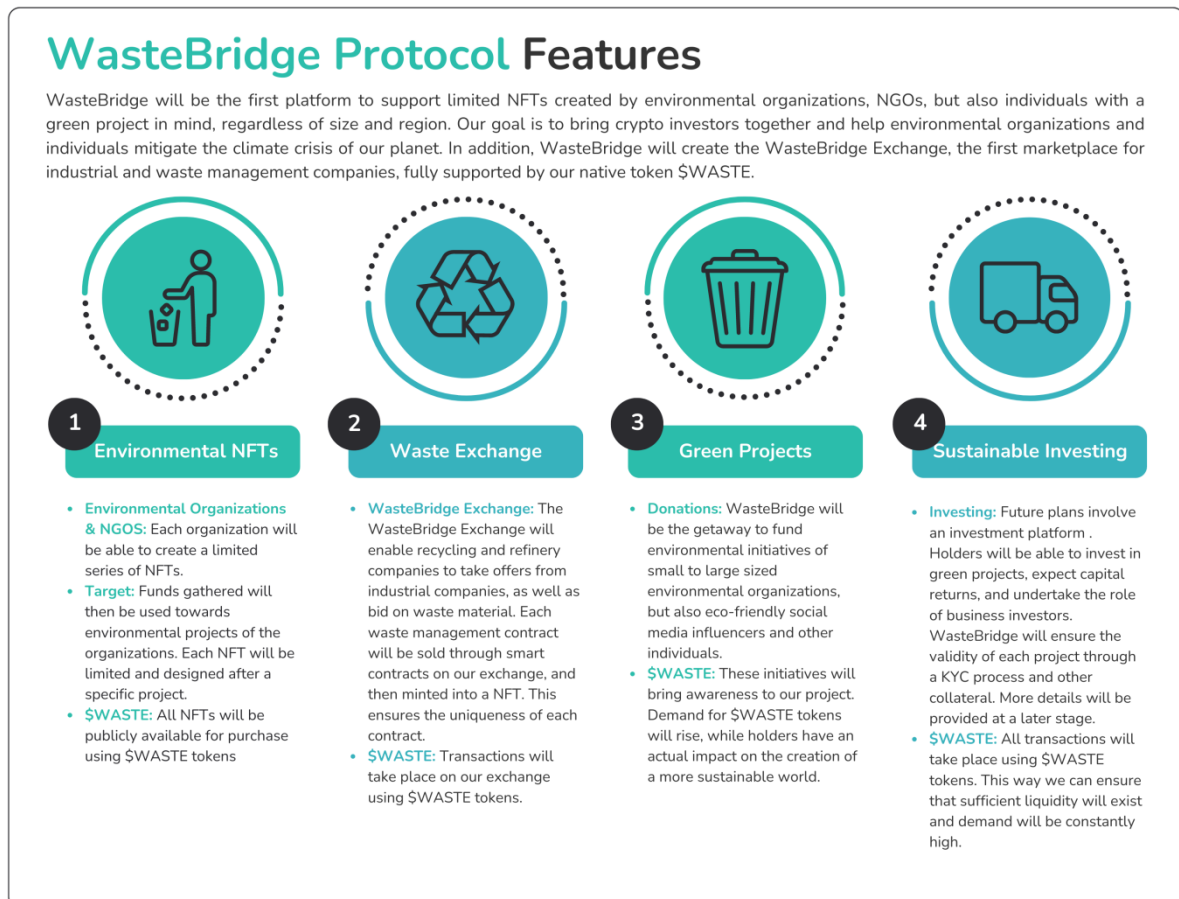 WasteBridge Protocol Features
WasteBridge will be the first platform to support limited NFTs created by environmental organizations, NGOs, but also individuals with a
green project in mind, regardless of size and region. Our goal is to bring crypto investors together and help environmental organizations and
individuals mitigate the climate crisis of our planet. In addition, WasteBridge will create the WasteBridge Exchange, the first marketplace for
industrial and waste management companies, fully supported by our native token $WASTE.
1
Environmental NFTs
• Environmental Organizations
& NGOS: Each organization will
be able to create a limited
series of NFTs.
• Target: Funds gathered will
then be used towards
environmental projects of the
organizations. Each NFT will be
limited and designed after a
specific project.
• $WASTE: All NFTs will be
publicly available for purchase
using $WASTE tokens
2
Waste Exchange
• WasteBridge Exchange: The
WasteBridge Exchange will
enable recycling and refinery
companies to take offers from
industrial companies, as well as
bid on waste material. Each
waste management contract
will be sold through smart
contracts on our exchange, and
then minted into a NFT. This
ensures the uniqueness of each
contract.
• $WASTE: Transactions will
take place on our exchange
using $WASTE tokens.
3
Green Projects
• Donations: WasteBridge will
be the getaway to fund
environmental initiatives of
small to large sized
environmental organizations,
but also eco-friendly social
media influencers and other
individuals.
• $WASTE: These initiatives will
bring awareness to our project.
Demand for $WASTE tokens
will rise, while holders have an
actual impact on the creation of
a more sustainable world.
4
Sustainable Investing
• Investing: Future plans involve
an investment platform .
Holders will be able to invest in
green projects, expect capital
returns, and undertake the role
of business investors.
WasteBridge will ensure the
validity of each project through
a KYC process and other
collateral. More details will be
provided at a later stage.
• $WASTE: All transactions will
take place using $WASTE
tokens. This way we can ensure
that sufficient liquidity will exist
and demand will be constantly
high.